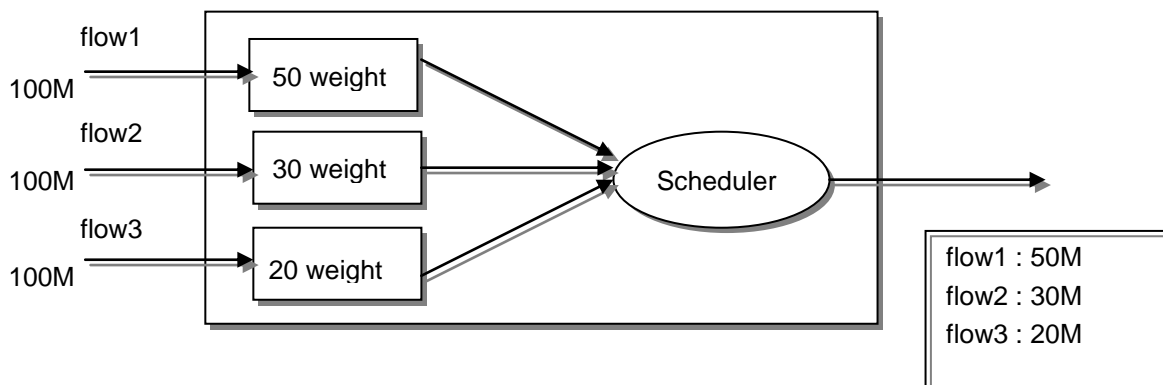 flow1
100M
50 weight
flow2
100M
30 weight
flow3
100M
20 weight
Scheduler
flow1 : 50M
flow2 : 30M
flow3 : 20M